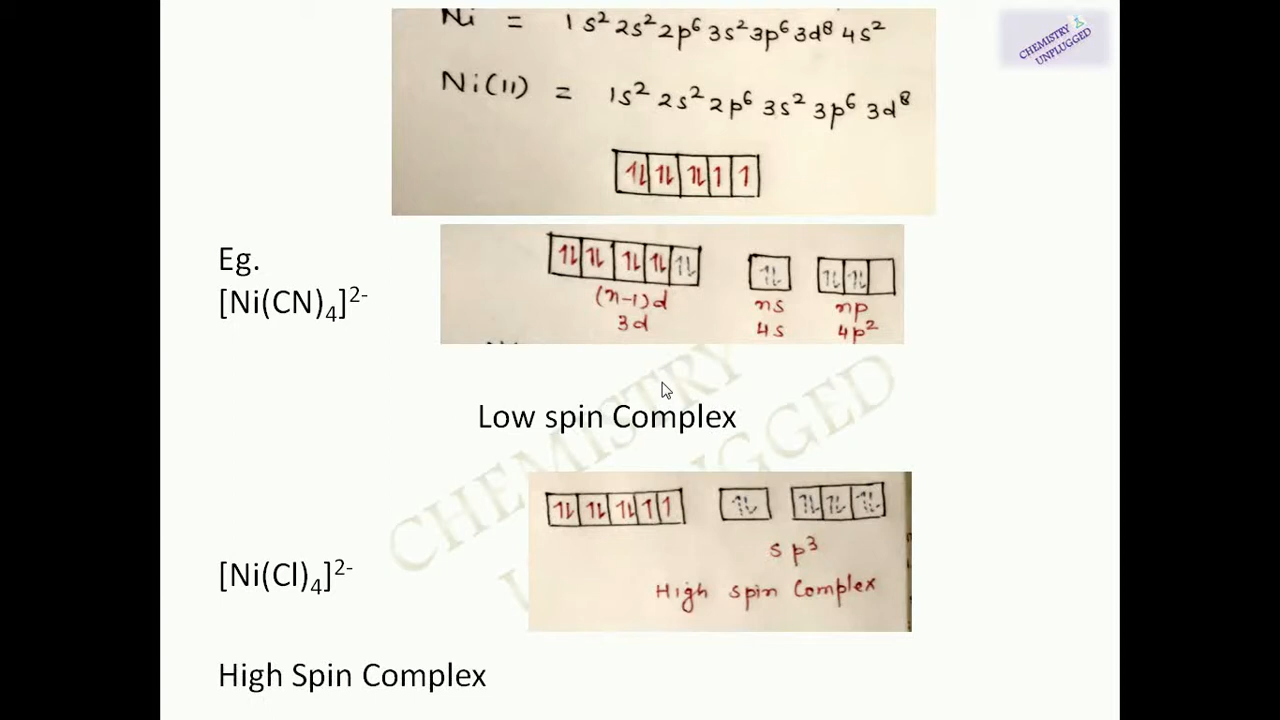 Ni = 1s² 2s² 2p⁶ 3s² 3p⁶ 3d⁸ 4s²
CHEMISTRY
UNPLUGGED
Ni(II) = 1s² 2s² 2p⁶ 3s² 3p⁶ 3d⁸
Eg.
[Ni(CN)₄]²⁻
(n-1)d ns np
3d 4s 4p²
Low spin Complex
CHEMISTRY
UNPLUGGED
sp³
High spin Complex
[Ni(Cl)₄]²⁻
High Spin Complex